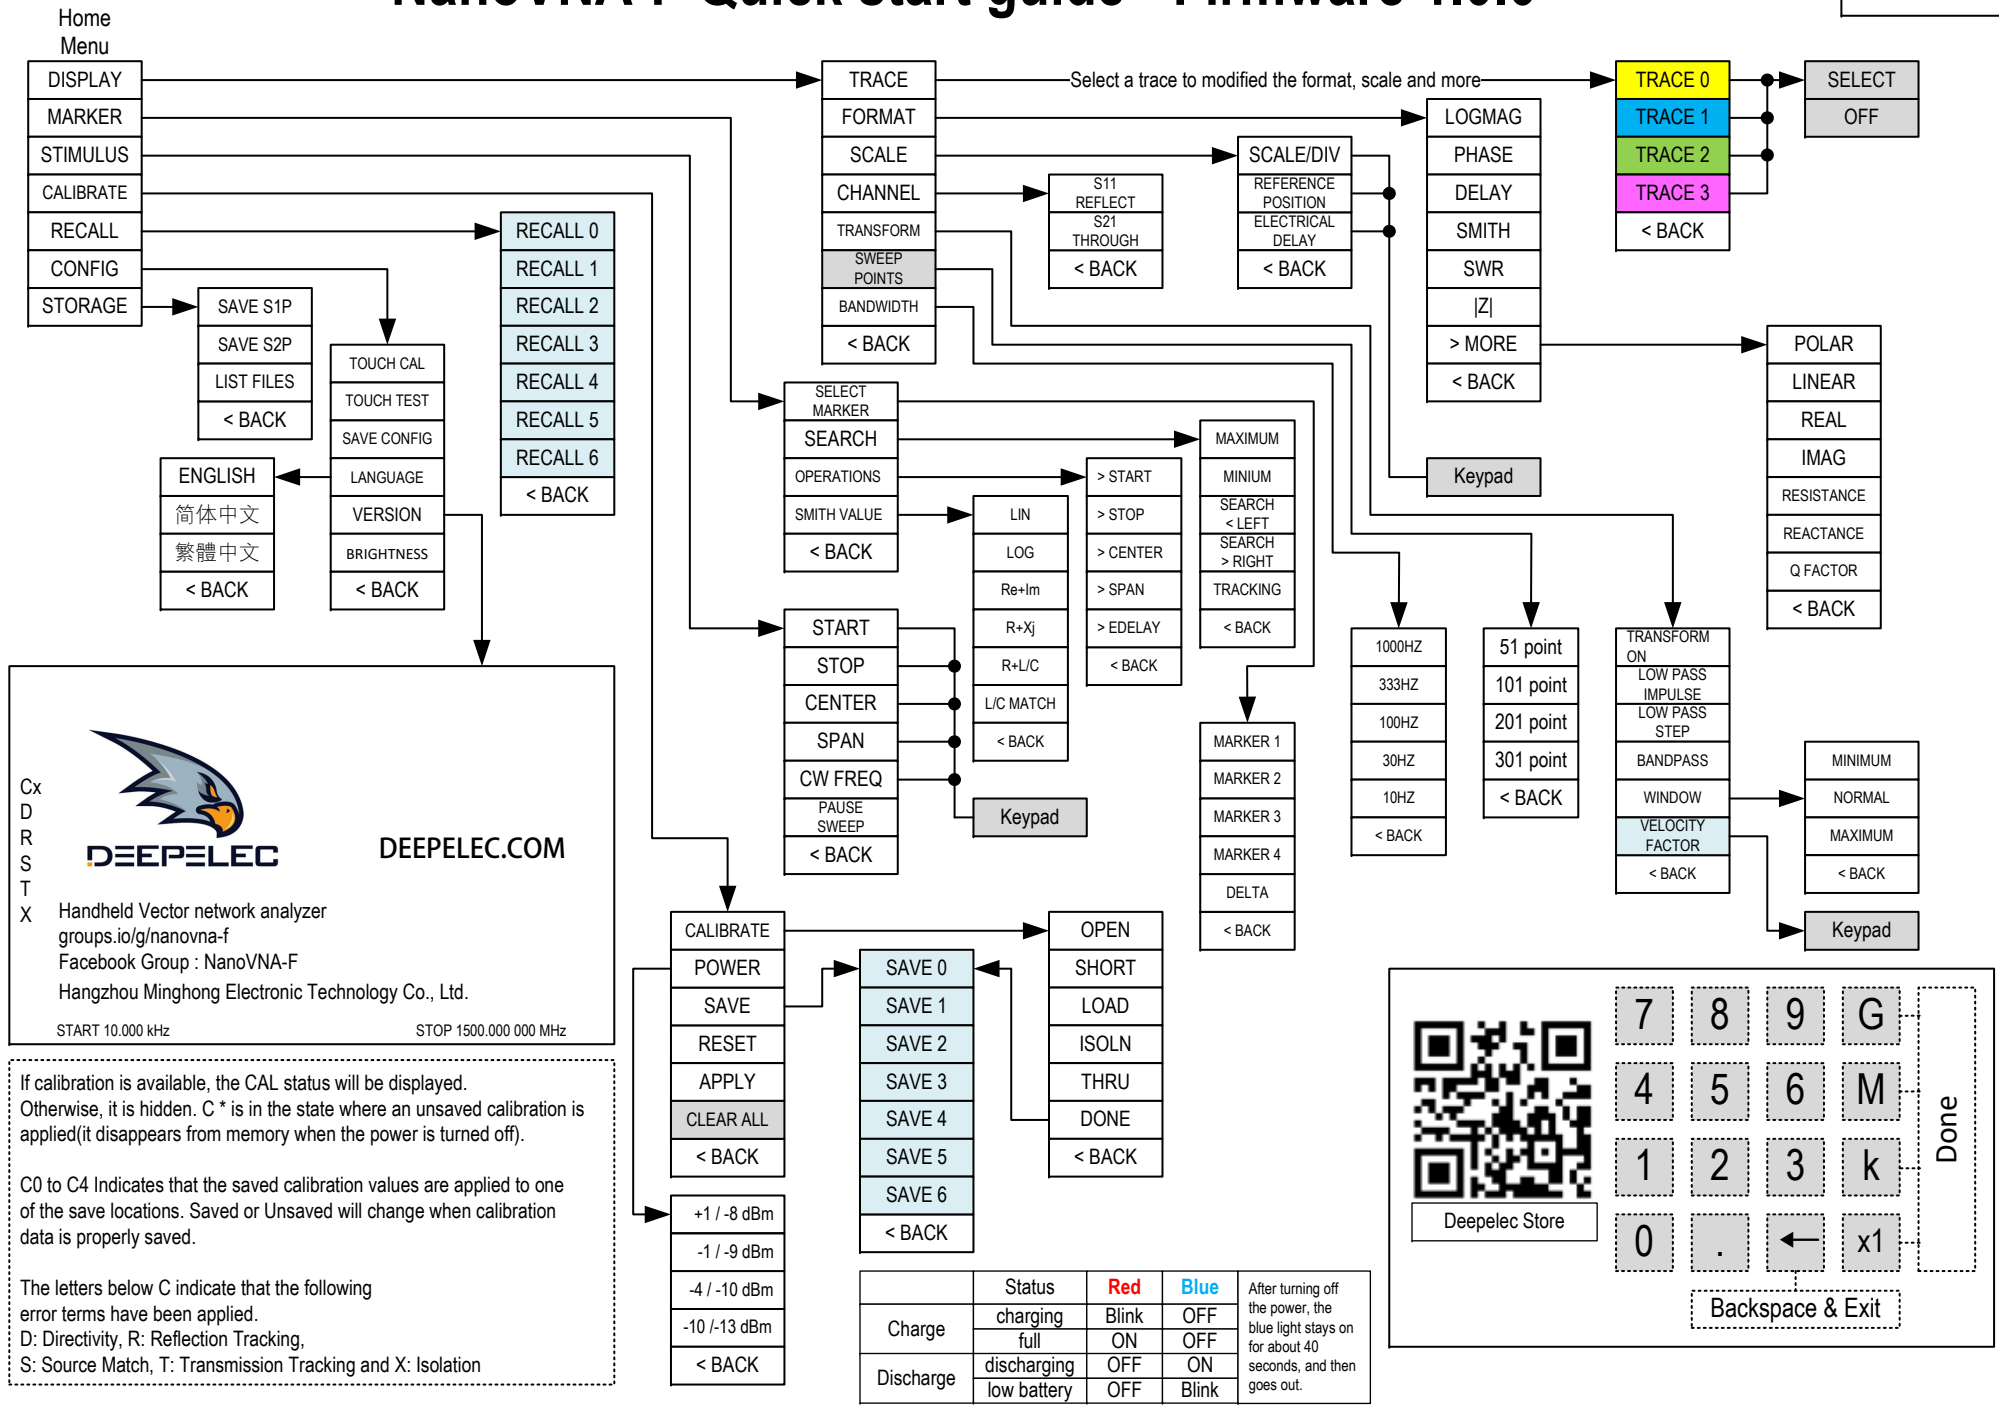 Home
Menu
DISPLAY
MARKER
STIMULUS
CALIBRATE
RECALL
CONFIG
STORAGE
SAVE S1P
SAVE S2P
LIST FILES
< BACK
TOUCH CAL
TOUCH TEST
SAVE CONFIG
LANGUAGE
VERSION
BRIGHTNESS
< BACK
ENGLISH
简体中文
繁體中文
< BACK
RECALL 0
RECALL 1
RECALL 2
RECALL 3
RECALL 4
RECALL 5
RECALL 6
< BACK
TRACE
FORMAT
SCALE
CHANNEL
TRANSFORM
SWEEP
POINTS
BANDWIDTH
< BACK
Select a trace to modified the format, scale and more
TRACE 0
TRACE 1
TRACE 2
TRACE 3
< BACK
SELECT
OFF
S11
REFLECT
S21
THROUGH
< BACK
SCALE/DIV
REFERENCE
POSITION
ELECTRICAL
DELAY
< BACK
LOGMAG
PHASE
DELAY
SMITH
SWR
|Z|
> MORE
< BACK
Keypad
POLAR
LINEAR
REAL
IMAG
RESISTANCE
REACTANCE
Q FACTOR
< BACK
SELECT
MARKER
SEARCH
OPERATIONS
SMITH VALUE
< BACK
MAXIMUM
MINIUM
SEARCH
< LEFT
SEARCH
> RIGHT
TRACKING
< BACK
> START
> STOP
> CENTER
> SPAN
> EDELAY
< BACK
LIN
LOG
Re+Im
R+Xj
R+L/C
L/C MATCH
< BACK
START
STOP
CENTER
SPAN
CW FREQ
PAUSE
SWEEP
< BACK
Keypad
MARKER 1
MARKER 2
MARKER 3
MARKER 4
DELTA
< BACK
1000HZ
333HZ
100HZ
30HZ
10HZ
< BACK
51 point
101 point
201 point
301 point
< BACK
TRANSFORM
ON
LOW PASS
IMPULSE
LOW PASS
STEP
BANDPASS
WINDOW
VELOCITY
FACTOR
< BACK
MINIMUM
NORMAL
MAXIMUM
< BACK
Keypad
Cx
D
R
S
T
X
DEEPELEC
DEEPELEC.COM
Handheld Vector network analyzer
groups.io/g/nanovna-f
Facebook Group : NanoVNA-F
Hangzhou Minghong Electronic Technology Co., Ltd.
START 10.000 kHz
STOP 1500.000 000 MHz
If calibration is available, the CAL status will be displayed.
Otherwise, it is hidden. C * is in the state where an unsaved calibration is
applied(it disappears from memory when the power is turned off).
C0 to C4 Indicates that the saved calibration values are applied to one
of the save locations. Saved or Unsaved will change when calibration
data is properly saved.
The letters below C indicate that the following
error terms have been applied.
D: Directivity, R: Reflection Tracking,
S: Source Match, T: Transmission Tracking and X: Isolation
CALIBRATE
POWER
SAVE
RESET
APPLY
CLEAR ALL
< BACK
+1 / -8 dBm
-1 / -9 dBm
-4 / -10 dBm
-10 /-13 dBm
< BACK
SAVE 0
SAVE 1
SAVE 2
SAVE 3
SAVE 4
SAVE 5
SAVE 6
< BACK
OPEN
SHORT
LOAD
ISOLN
THRU
DONE
< BACK
Status Red Blue
Charge
charging Blink OFF
full ON OFF
Discharge
discharging OFF ON
low battery OFF Blink
After turning off
the power, the
blue light stays on
for about 40
seconds, and then
goes out.
Deepelec Store
7 8 9 G
4 5 6 M
1 2 3 k
0 . ← x1
Done
Backspace & Exit